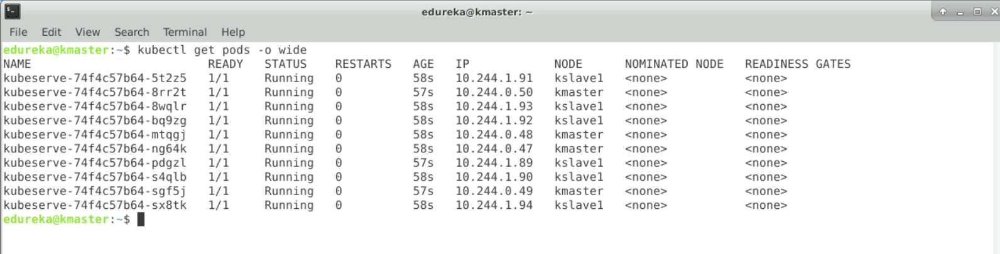 edureka@kmaster: ~
File Edit View Search Terminal Help
edureka@kmaster:~$ kubectl get pods -o wide
NAME READY STATUS RESTARTS AGE IP NODE NOMINATED NODE READINESS GATES
kubeserve-74f4c57b64-5t2z5 1/1 Running 0 58s 10.244.1.91 kslave1 <none> <none>
kubeserve-74f4c57b64-8rr2t 1/1 Running 0 57s 10.244.0.50 kmaster <none> <none>
kubeserve-74f4c57b64-8wqlr 1/1 Running 0 58s 10.244.1.93 kslave1 <none> <none>
kubeserve-74f4c57b64-bq9zg 1/1 Running 0 58s 10.244.1.92 kslave1 <none> <none>
kubeserve-74f4c57b64-mtqgj 1/1 Running 0 58s 10.244.0.48 kmaster <none> <none>
kubeserve-74f4c57b64-ng64k 1/1 Running 0 58s 10.244.0.47 kmaster <none> <none>
kubeserve-74f4c57b64-pdgzl 1/1 Running 0 57s 10.244.1.89 kslave1 <none> <none>
kubeserve-74f4c57b64-s4qlb 1/1 Running 0 58s 10.244.1.90 kslave1 <none> <none>
kubeserve-74f4c57b64-sgf5j 1/1 Running 0 57s 10.244.0.49 kmaster <none> <none>
kubeserve-74f4c57b64-sx8tk 1/1 Running 0 58s 10.244.1.94 kslave1 <none> <none>
edureka@kmaster:~$